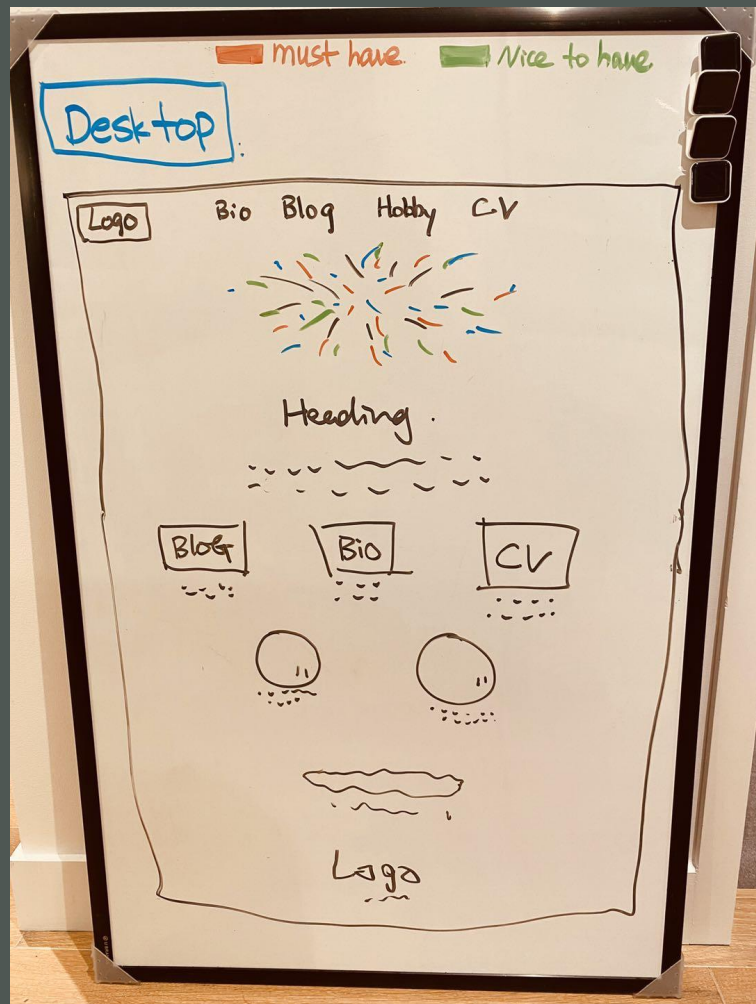 must have. Nice to have
Desktop
Logo Bio Blog Hobby CV
Heading.
BloG Bio CV
Logo